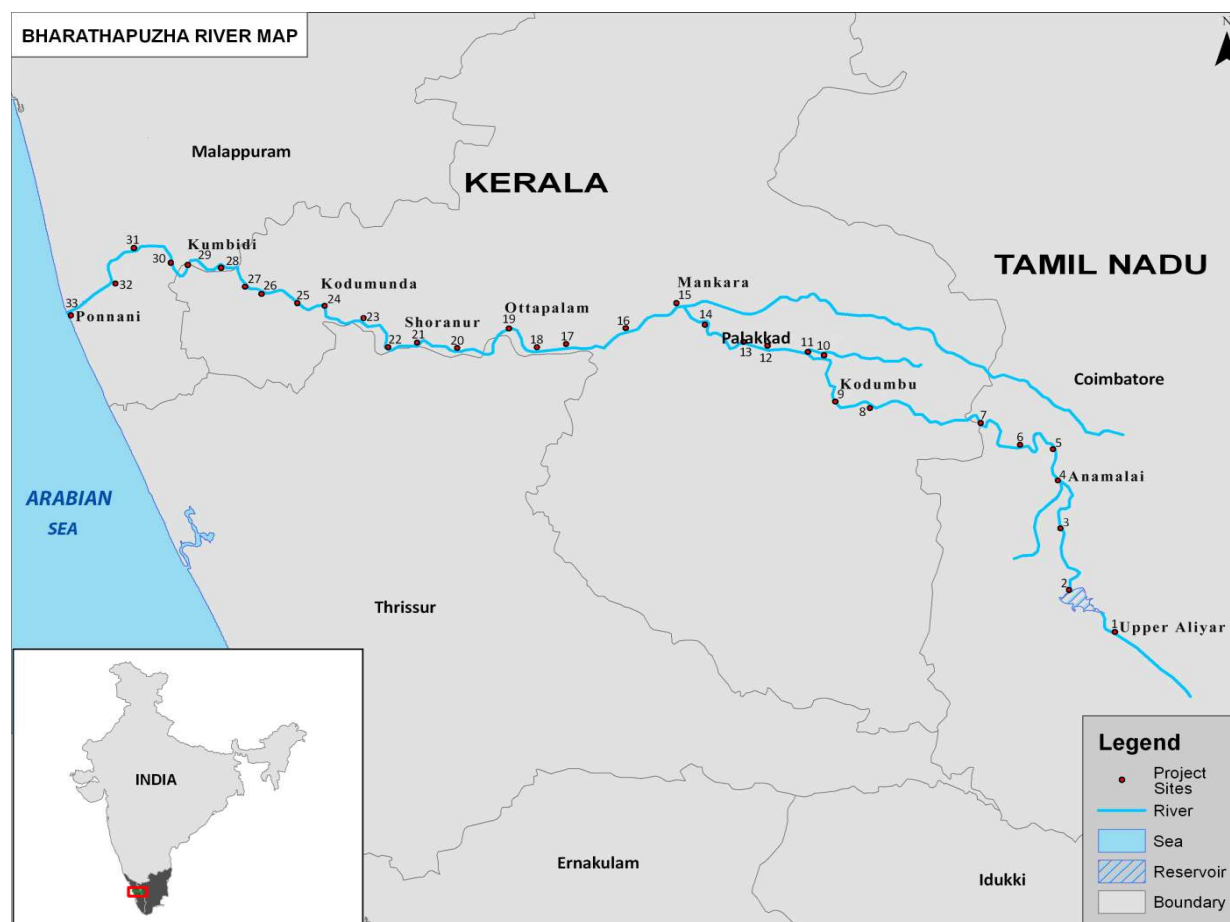 BHARATHAPUZHA RIVER MAP
N
Malappuram
KERALA
TAMIL NADU
31
30
29
Kumbidi
28
27
26
25
Kodumunda
24
23
22
21
Shoranur
20
19
Ottapalam
18
17
16
15
Mankara
14
13
Palakkad
12
11
10
Kodumbu
9
8
7
6
5
4
Anamalai
3
2
1
Upper Aliyar
32
33
Ponnani
Coimbatore
ARABIAN
SEA
Thrissur
Ernakulam
Idukki
INDIA
Legend
Project
Sites
River
Sea
Reservoir
Boundary